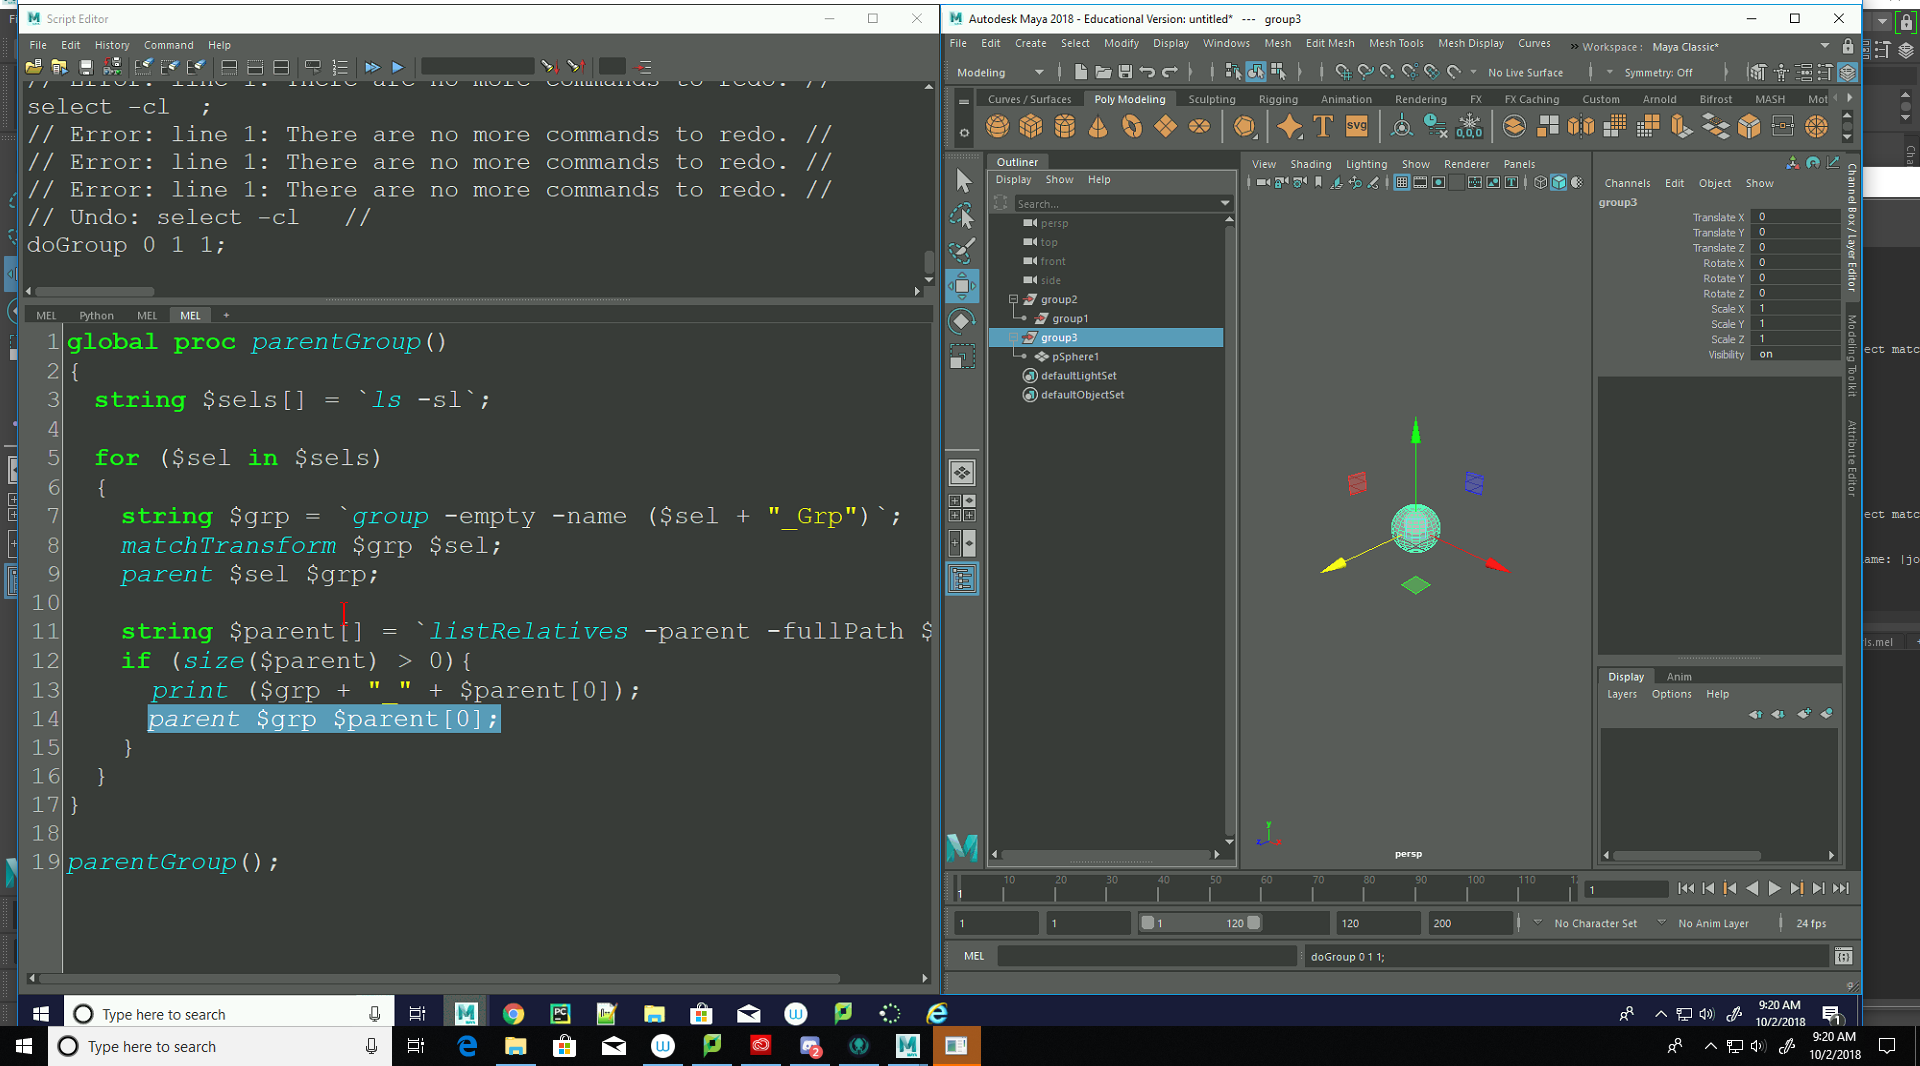 Script Editor
File Edit History Command Help
// Error: line 1: There are no more commands to redo. //
select -cl  ;
// Error: line 1: There are no more commands to redo. //
// Error: line 1: There are no more commands to redo. //
// Error: line 1: There are no more commands to redo. //
// Undo: select -cl   //
doGroup 0 1 1;
MEL Python MEL MEL +
1 global proc parentGroup()
2 {
3 string $sels[] = `ls -sl`;
4
5 for ($sel in $sels)
6 {
7 string $grp = `group -empty -name ($sel + "_Grp")`;
8 matchTransform $grp $sel;
9 parent $sel $grp;
10
11 string $parent[] = `listRelatives -parent -fullPath $
12 if (size($parent) > 0){
13 print ($grp + "_" + $parent[0]);
14 parent $grp $parent[0];
15 }
16 }
17 }
18
19 parentGroup();
Autodesk Maya 2018 - Educational Version: untitled* --- group3
File Edit Create Select Modify Display Windows Mesh Edit Mesh Mesh Tools Mesh Display Curves » Workspace : Maya Classic*
Modeling No Live Surface Symmetry: Off
Curves / Surfaces Poly Modeling Sculpting Rigging Animation Rendering FX FX Caching Custom Arnold Bifrost MASH Mot
T SVG 0,0,0
Outliner
Display Show Help
Search...
persp
top
front
side
group2
group1
group3
pSphere1
defaultLightSet
defaultObjectSet
View Shading Lighting Show Renderer Panels
y
persp
Channels Edit Object Show
group3
Translate X 0
Translate Y 0
Translate Z 0
Rotate X 0
Rotate Y 0
Rotate Z 0
Scale X 1
Scale Y 1
Scale Z 1
Visibility on
Channel Box / Layer Editor
Modeling Toolkit
Attribute Editor
Display Anim
Layers Options Help
1 10 20 30 40 50 60 70 80 90 100 110 1
1
1 1 1 120 120 200 No Character Set No Anim Layer 24 fps
MEL doGroup 0 1 1;
ect matc
ect matc
ame: |jo
ls.mel
Type here to search
9:20 AM
10/2/2018
1
Type here to search
2
9:20 AM
10/2/2018